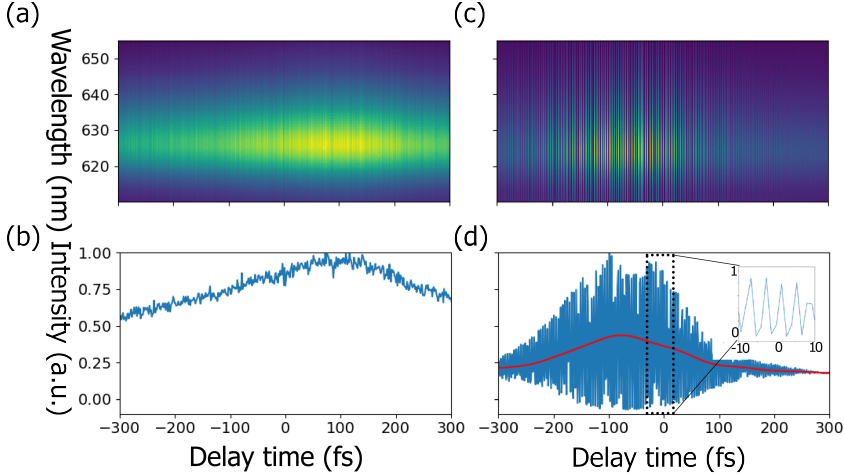 (a)
(c)
Wavelength (nm)
650
640
630
620
(b)
(d)
Intensity (a.u.)
1.00
0.75
0.50
0.25
0.00
1
0
−10 0 10
−300 −200 −100 0 100 200 300
−300 −200 −100 0 100 200 300
Delay time (fs)
Delay time (fs)